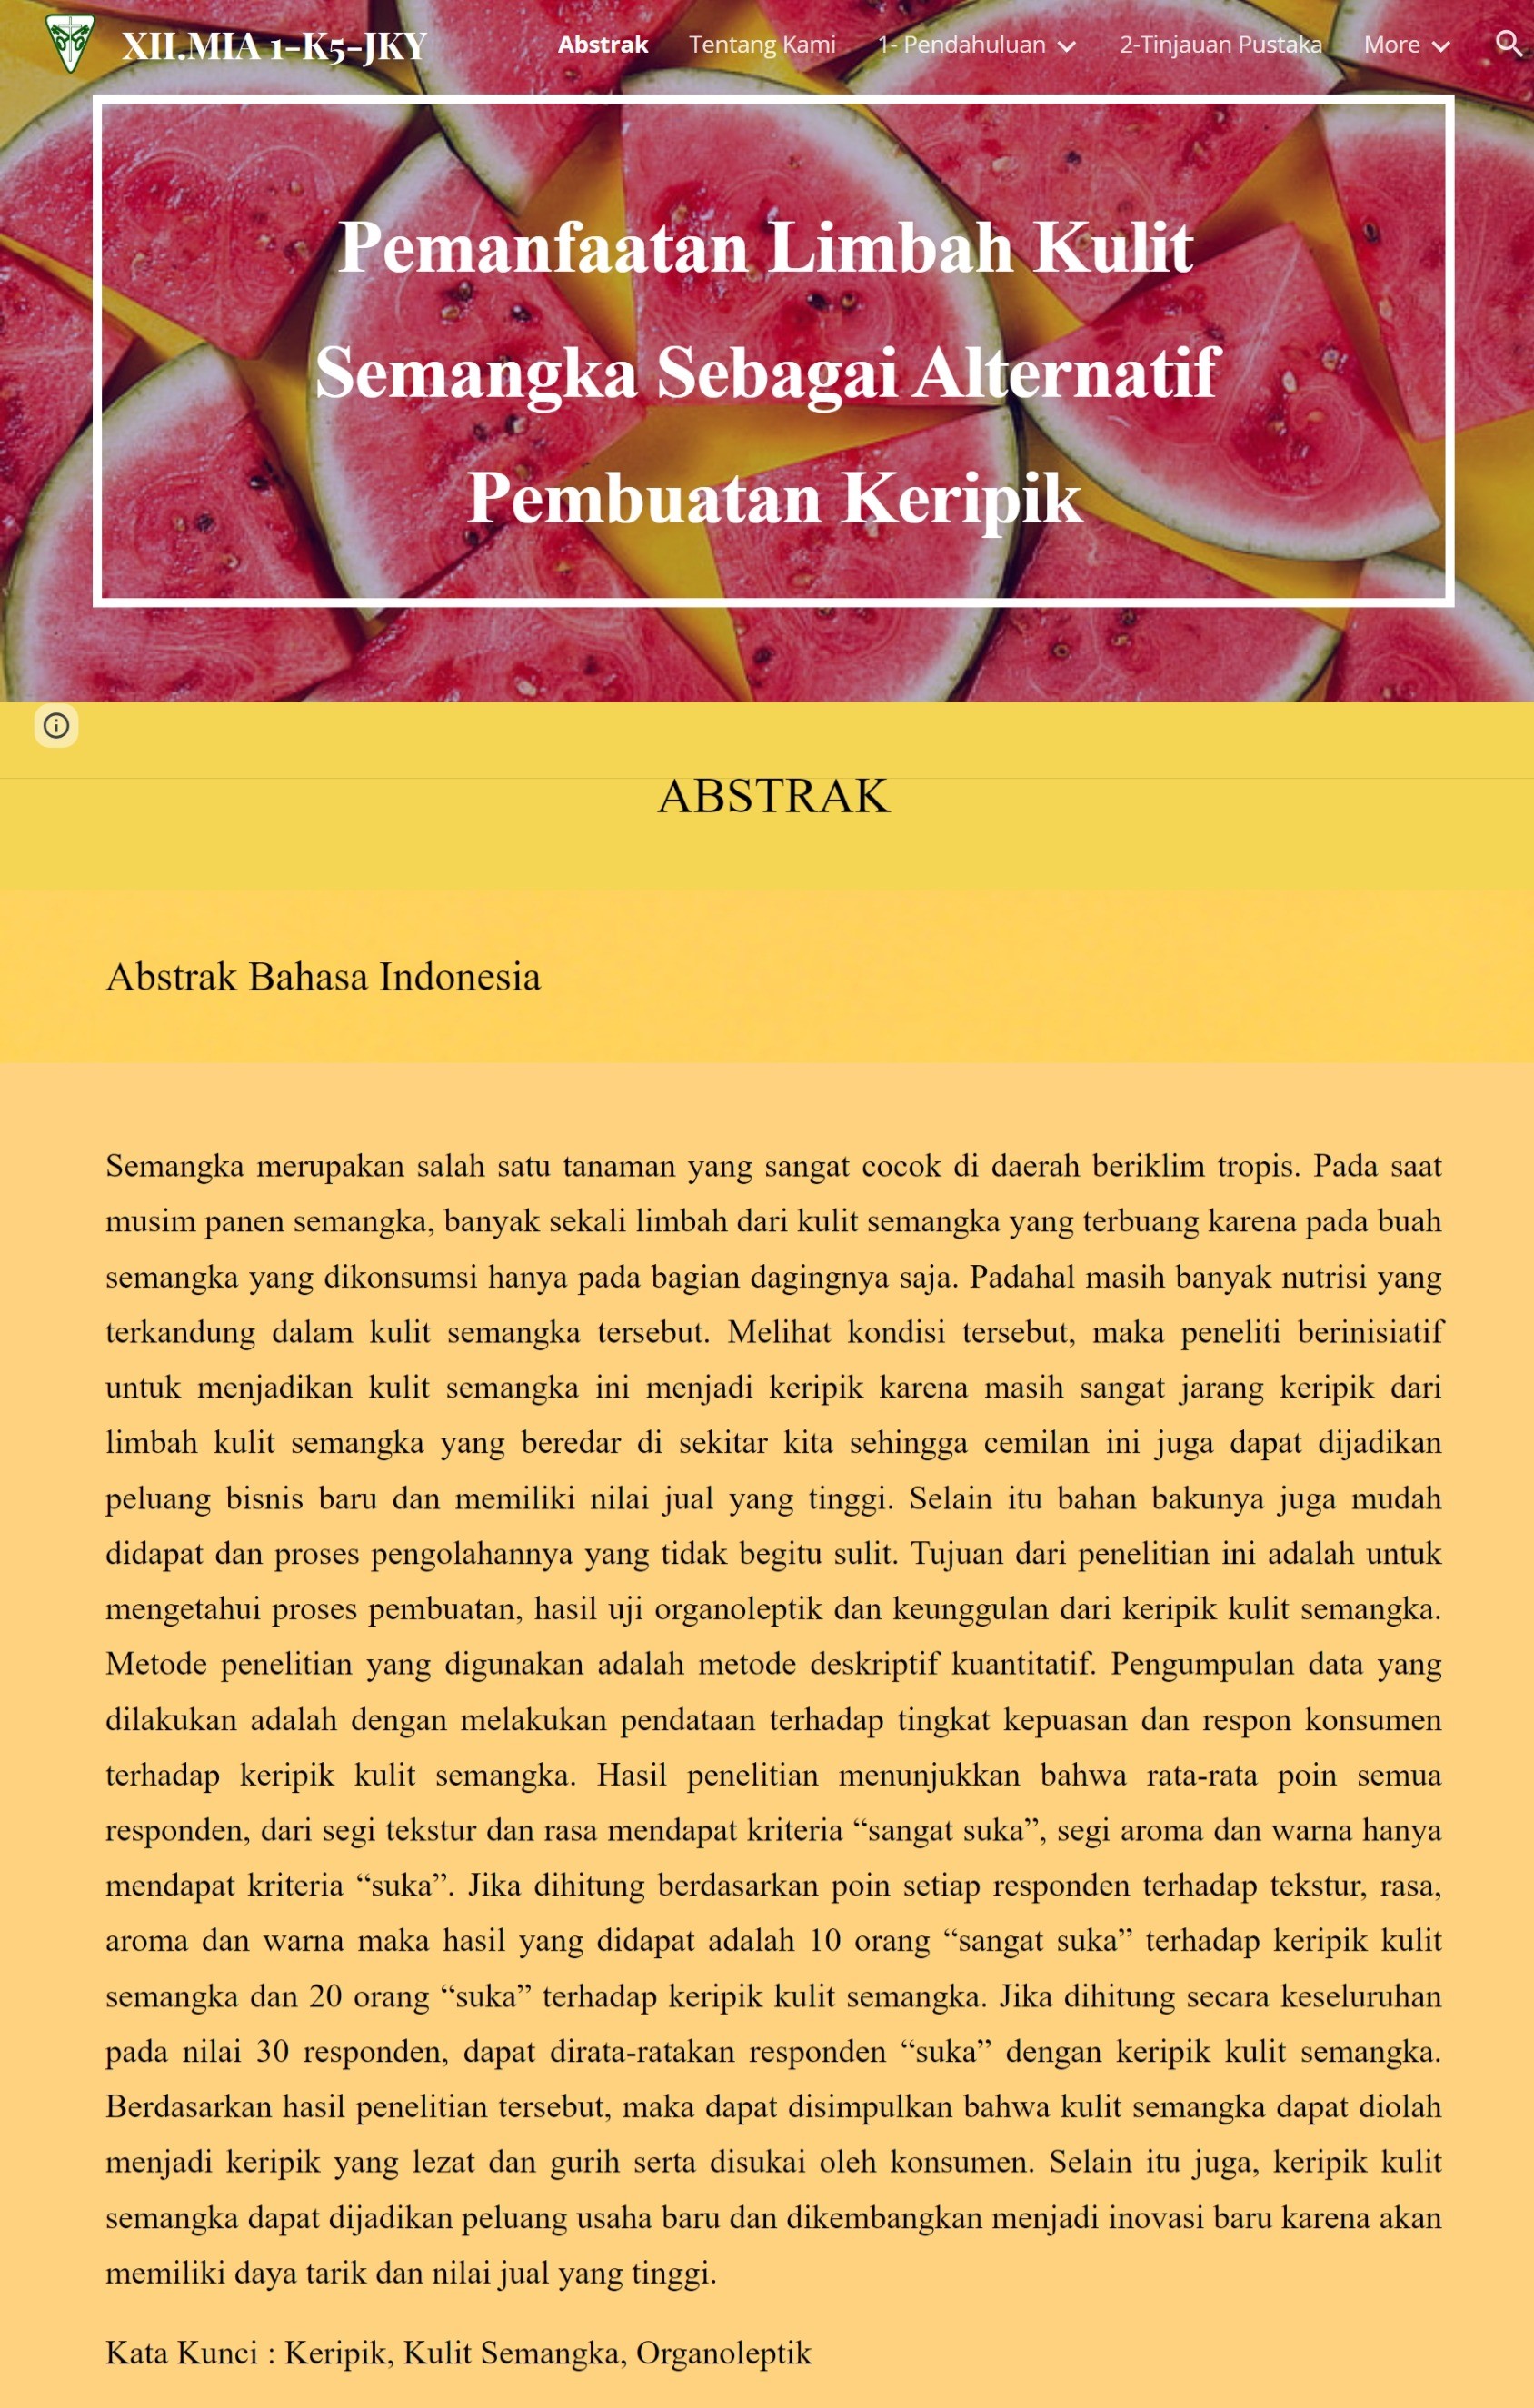 XII.MIA 1-K5-JKY
Abstrak
Tentang Kami
1- Pendahuluan
2-Tinjauan Pustaka
More
Pemanfaatan Limbah Kulit
Semangka Sebagai Alternatif
Pembuatan Keripik
ABSTRAK
Abstrak Bahasa Indonesia
Semangka merupakan salah satu tanaman yang sangat cocok di daerah beriklim tropis. Pada saat
musim panen semangka, banyak sekali limbah dari kulit semangka yang terbuang karena pada buah
semangka yang dikonsumsi hanya pada bagian dagingnya saja. Padahal masih banyak nutrisi yang
terkandung dalam kulit semangka tersebut. Melihat kondisi tersebut, maka peneliti berinisiatif
untuk menjadikan kulit semangka ini menjadi keripik karena masih sangat jarang keripik dari
limbah kulit semangka yang beredar di sekitar kita sehingga cemilan ini juga dapat dijadikan
peluang bisnis baru dan memiliki nilai jual yang tinggi. Selain itu bahan bakunya juga mudah
didapat dan proses pengolahannya yang tidak begitu sulit. Tujuan dari penelitian ini adalah untuk
mengetahui proses pembuatan, hasil uji organoleptik dan keunggulan dari keripik kulit semangka.
Metode penelitian yang digunakan adalah metode deskriptif kuantitatif. Pengumpulan data yang
dilakukan adalah dengan melakukan pendataan terhadap tingkat kepuasan dan respon konsumen
terhadap keripik kulit semangka. Hasil penelitian menunjukkan bahwa rata-rata poin semua
responden, dari segi tekstur dan rasa mendapat kriteria “sangat suka”, segi aroma dan warna hanya
mendapat kriteria “suka”. Jika dihitung berdasarkan poin setiap responden terhadap tekstur, rasa,
aroma dan warna maka hasil yang didapat adalah 10 orang “sangat suka” terhadap keripik kulit
semangka dan 20 orang “suka” terhadap keripik kulit semangka. Jika dihitung secara keseluruhan
pada nilai 30 responden, dapat dirata-ratakan responden “suka” dengan keripik kulit semangka.
Berdasarkan hasil penelitian tersebut, maka dapat disimpulkan bahwa kulit semangka dapat diolah
menjadi keripik yang lezat dan gurih serta disukai oleh konsumen. Selain itu juga, keripik kulit
semangka dapat dijadikan peluang usaha baru dan dikembangkan menjadi inovasi baru karena akan
memiliki daya tarik dan nilai jual yang tinggi.
Kata Kunci : Keripik, Kulit Semangka, Organoleptik